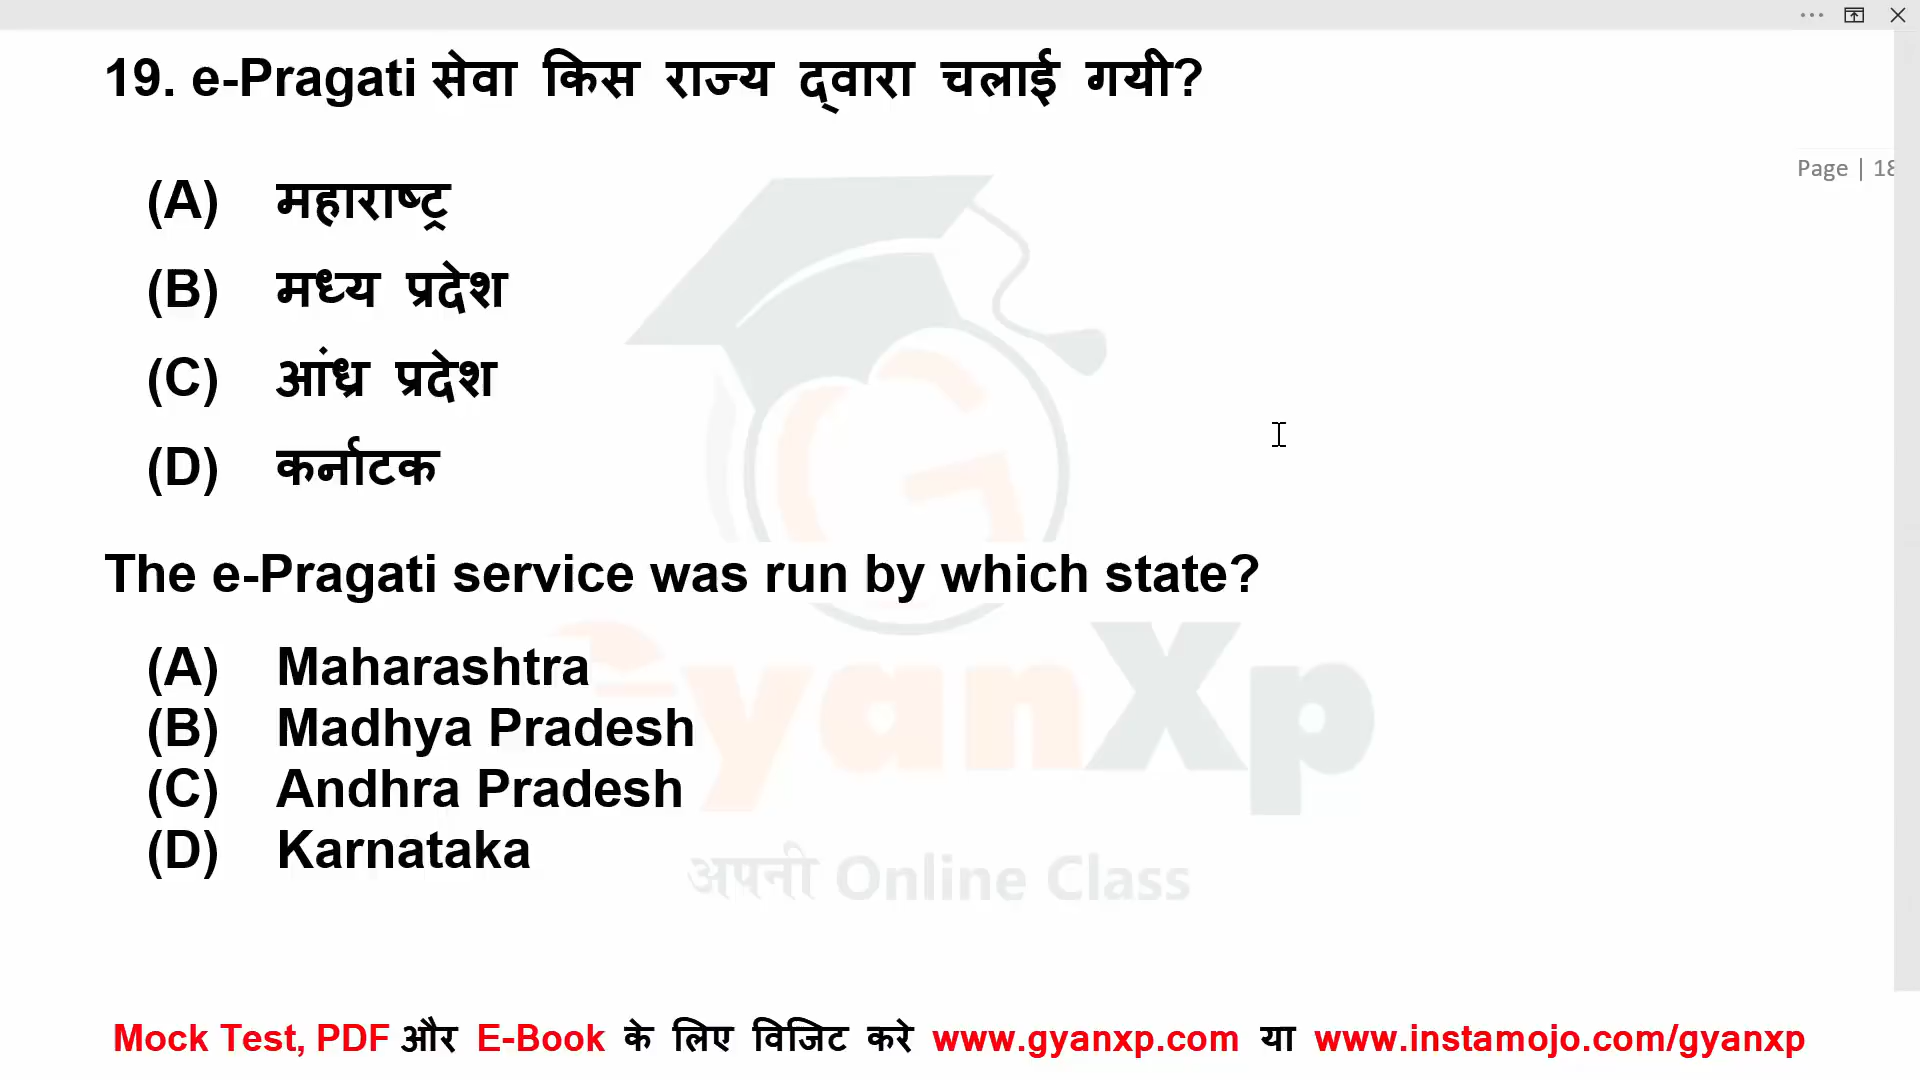 19. e-Pragati सेवा किस राज्य द्वारा चलाई गयी?
Page | 18
(A) महाराष्ट्र
(B) मध्य प्रदेश
(C) आंध्र प्रदेश
(D) कर्नाटक
The e-Pragati service was run by which state?
(A) Maharashtra
(B) Madhya Pradesh
(C) Andhra Pradesh
(D) Karnataka
GyanXp
अपनी Online Class
Mock Test, PDF और E-Book के लिए विजिट करे www.gyanxp.com या www.instamojo.com/gyanxp